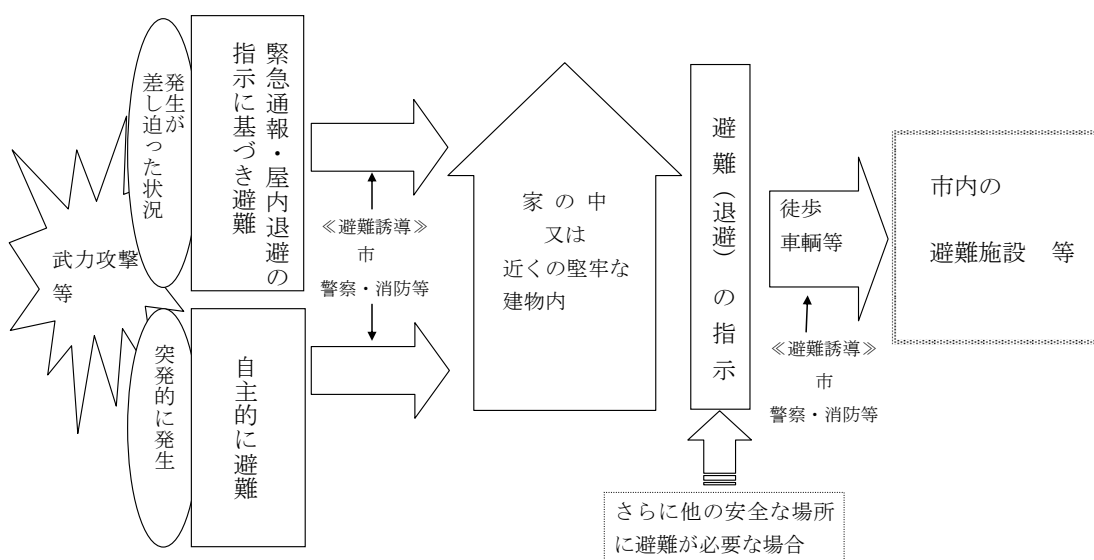 武力攻撃
等
発生が
差し迫った状況
緊急通報・屋内退避の
指示に基づき避難
突発的に発生
自主的に避難
≪避難誘導≫
市
警察・消防等
家の中
又は
近くの堅牢な
建物内
避難(退避)の指示
さらに他の安全な場所
に避難が必要な場合
徒歩
車輌等
≪避難誘導≫
市
警察・消防等
市内の
避難施設　等